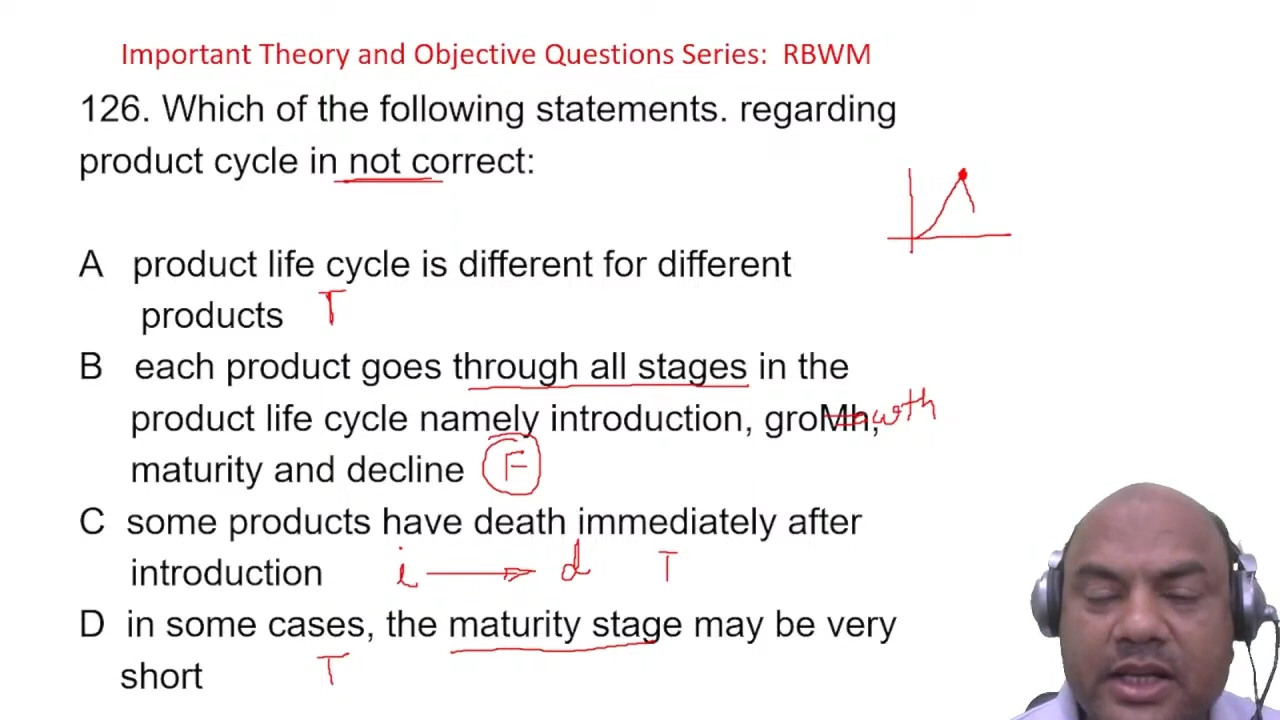 Important Theory and Objective Questions Series: RBWM
126. Which of the following statements. regarding
product cycle in not correct:
A product life cycle is different for different
products T
B each product goes through all stages in the
product life cycle namely introduction, groMh, wth
maturity and decline F
C some products have death immediately after
introduction i → d T
D in some cases, the maturity stage may be very
short T